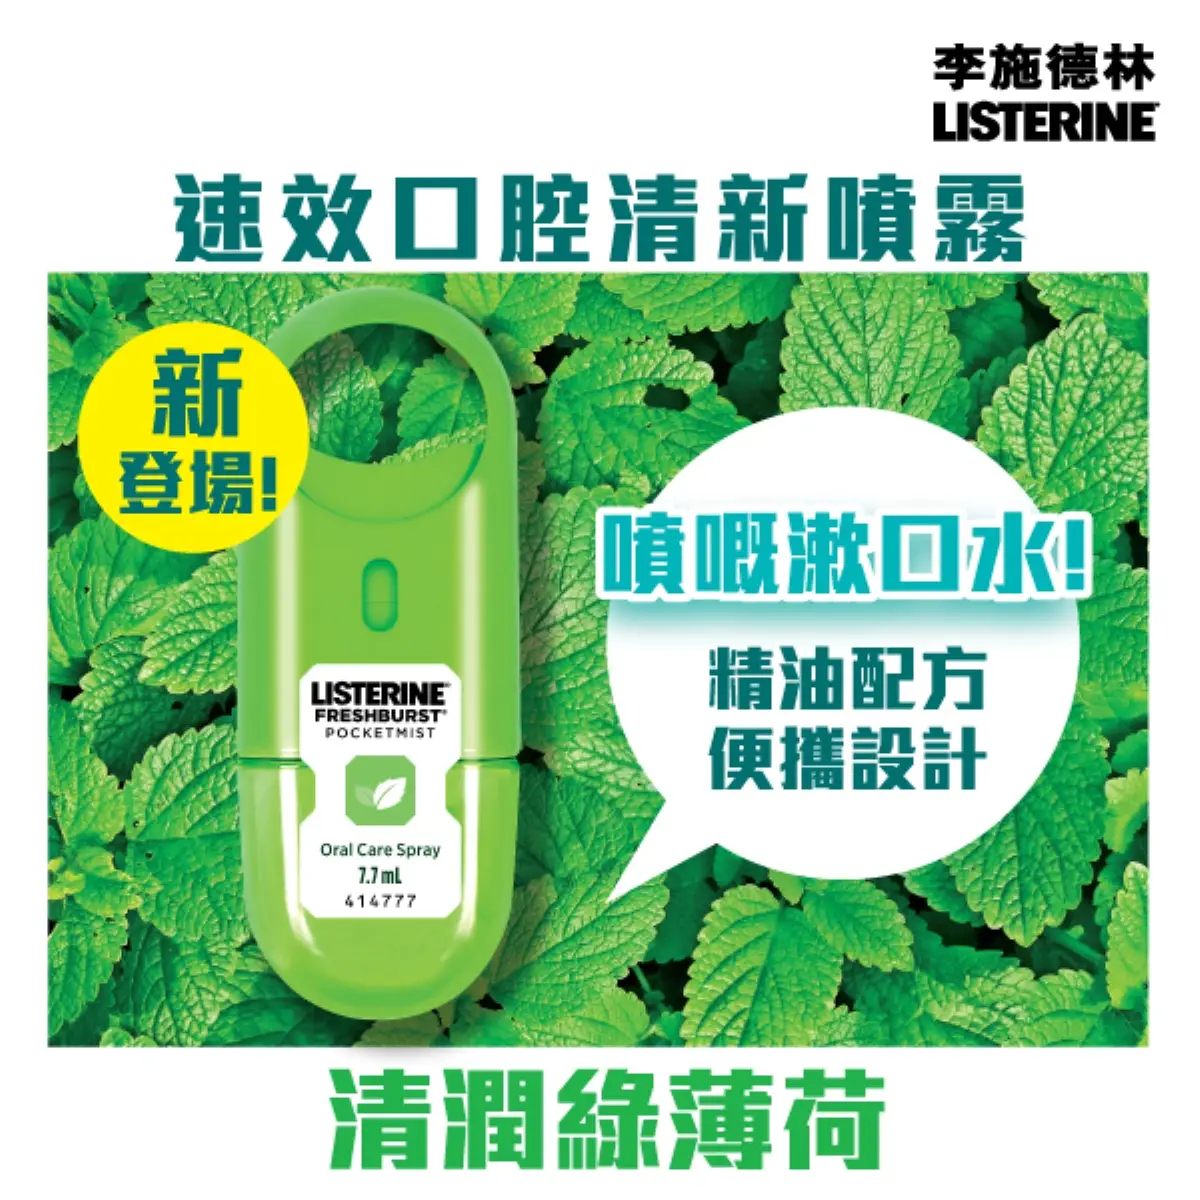 李施德林
LISTERINE
速效口腔清新噴霧
新
登場!
噴嘅漱口水!
精油配方
便攜設計
LISTERINE®
FRESHBURST®
POCKETMIST
Oral Care Spray
7.7 mL
414777
清潤綠薄荷